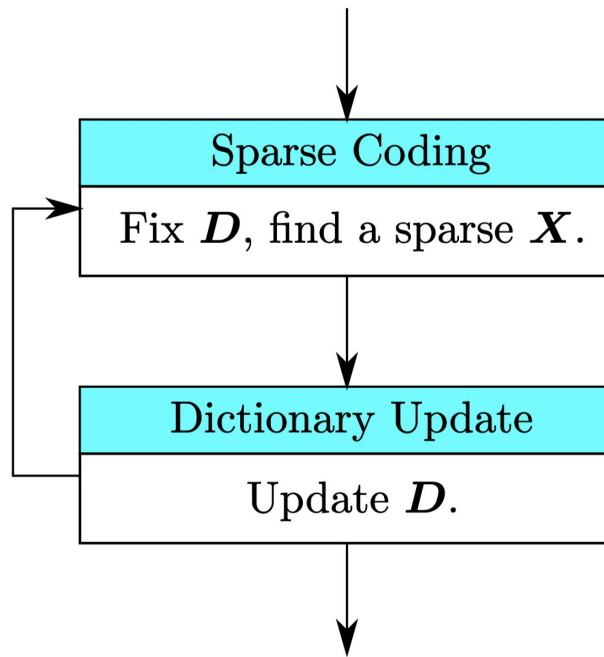 Sparse Coding
Fix D, find a sparse X.
Dictionary Update
Update D.